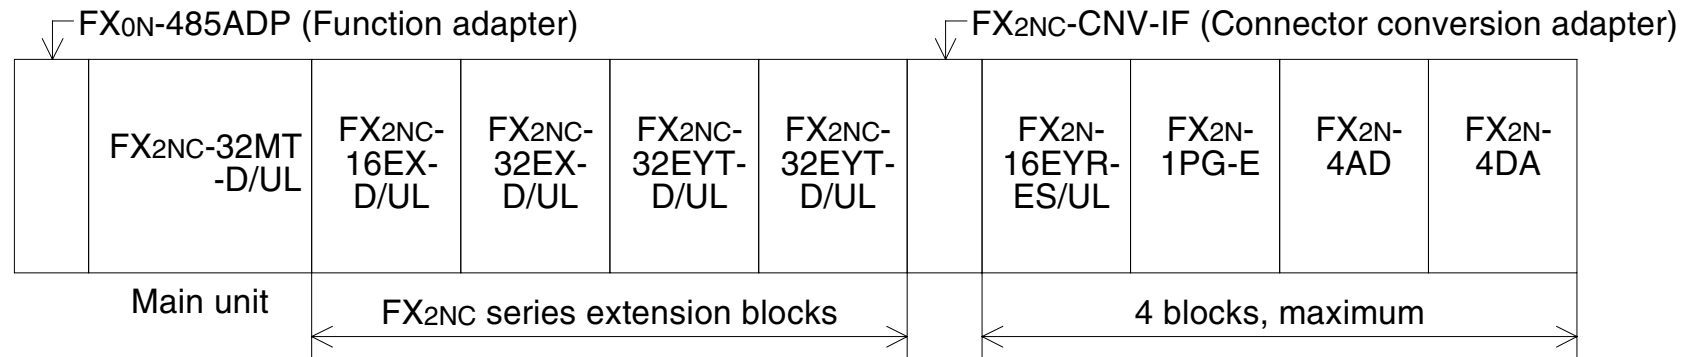 FX0N-485ADP (Function adapter)
FX2NC-CNV-IF (Connector conversion adapter)
FX2NC-32MT
-D/UL
FX2NC-
16EX-
D/UL
FX2NC-
32EX-
D/UL
FX2NC-
32EYT-
D/UL
FX2NC-
32EYT-
D/UL
FX2N-
16EYR-
ES/UL
FX2N-
1PG-E
FX2N-
4AD
FX2N-
4DA
Main unit
FX2NC series extension blocks
4 blocks, maximum